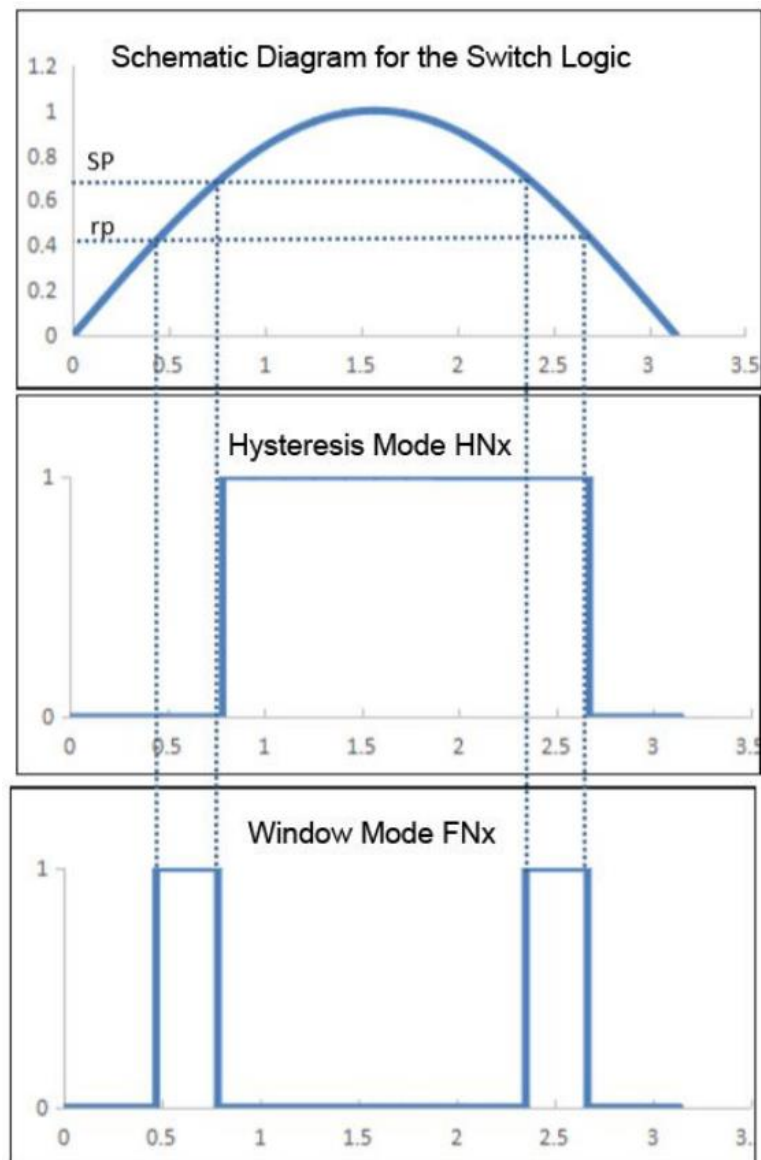 Schematic Diagram for the Switch Logic
1.2
1
0.8
SP
0.6
rp
0.4
0.2
0
0 0.5 1 1.5 2 2.5 3 3.5
Hysteresis Mode HNx
1
0
0 0.5 1 1.5 2 2.5 3 3.5
Window Mode FNx
1
0
0 0.5 1 1.5 2 2.5 3 3.